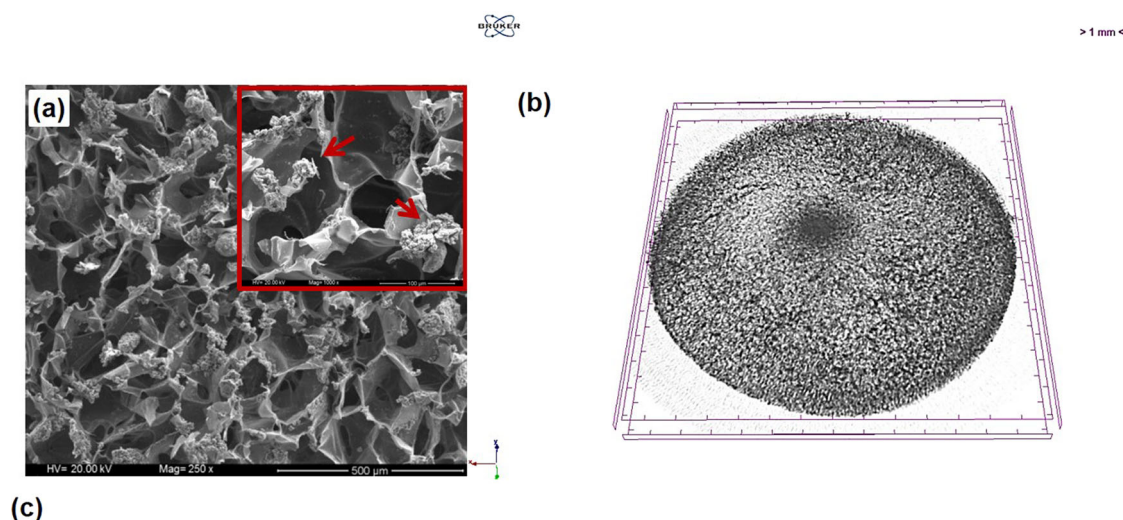 BRUKER
> 1 mm <
(a)
(b)
HV= 20.00 kV Mag= 1000 x 100 µm
HV= 20.00 kV Mag= 250 x 500 µm
x
y
(c)